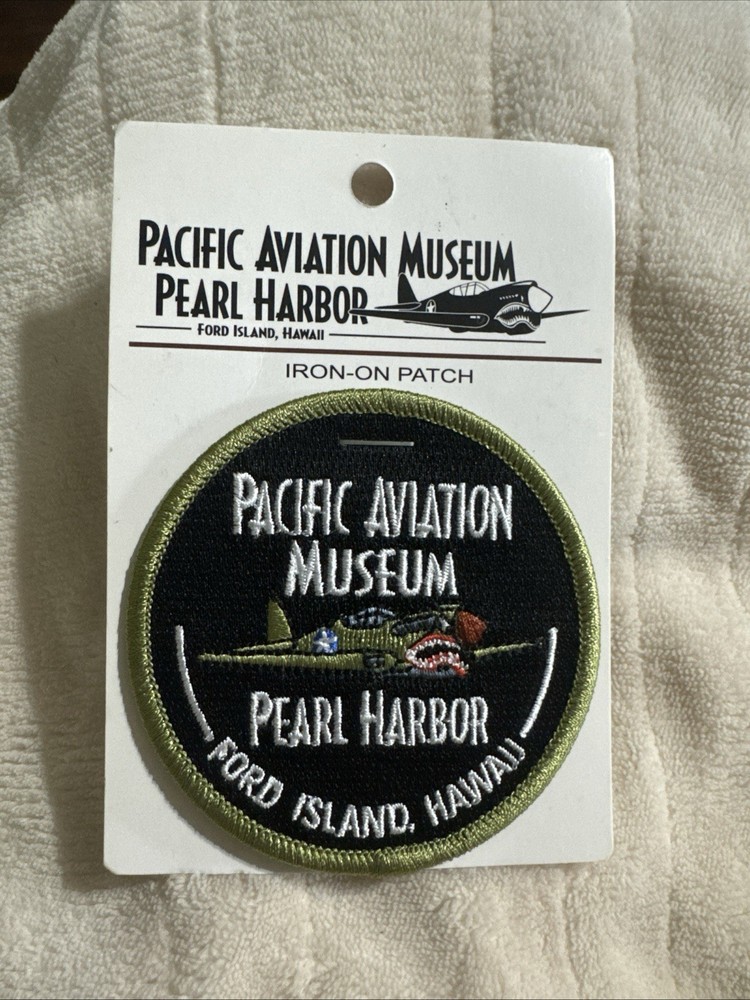 PACIFIC AVIATION MUSEUM
PEARL HARBOR
FORD ISLAND, HAWAII
IRON-ON PATCH
PACIFIC AVIATION
MUSEUM
PEARL HARBOR
FORD ISLAND, HAWAII